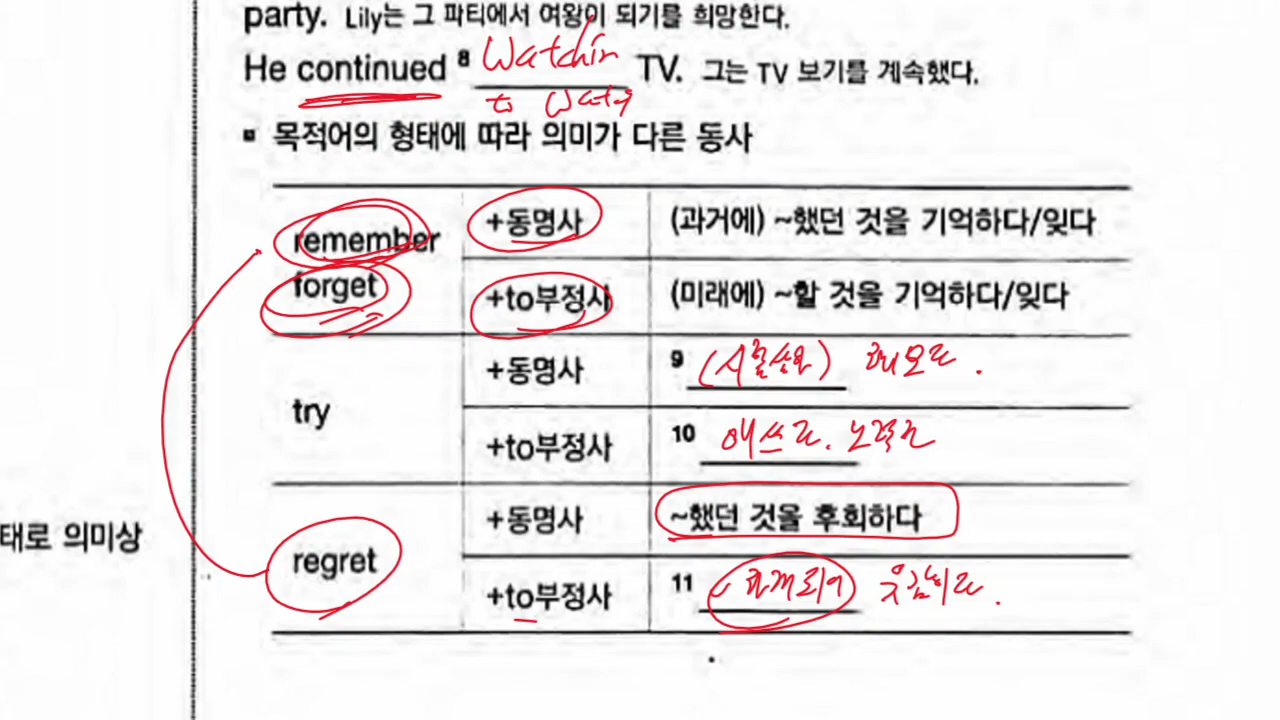 party. Lily는 그 파티에서 여왕이 되기를 희망한다.
He continued 8 Watchin TV. 그는 TV 보기를 계속했다.
to Watch
▪ 목적어의 형태에 따라 의미가 다른 동사
remember
forget
+동명사 (과거에) ~했던 것을 기억하다/잊다
+to부정사 (미래에) ~할 것을 기억하다/잊다
try
+동명사 9 (시험삼아) 해보다.
+to부정사 10 애쓰다. 노력
태로 의미상
regret
+동명사 ~했던 것을 후회하다
+to부정사 11 유감이다.